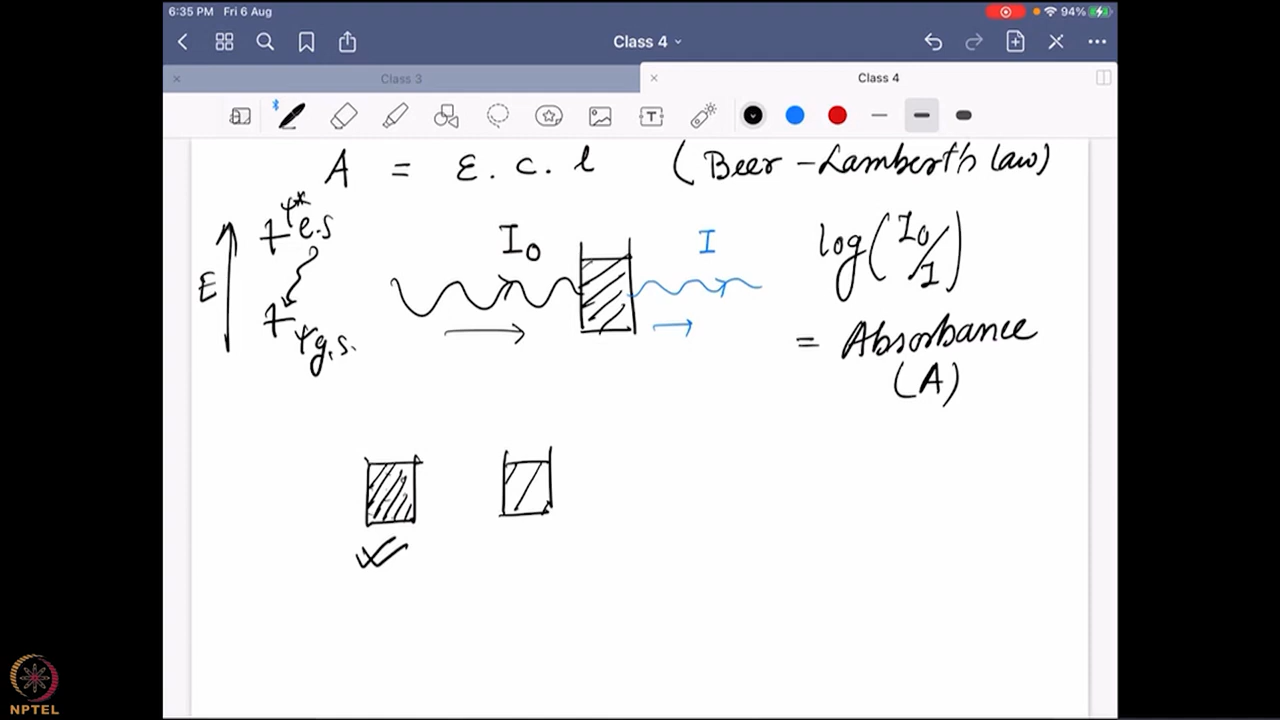 6:35 PM Fri 6 Aug
94%
Class 4
Class 3
Class 4
T
A = ε . c . l (Beer - Lambert's law)
ψ*
e.s
E
ψg.s.
I₀
I
log(I₀/I)
= Absorbance
(A)
NPTEL